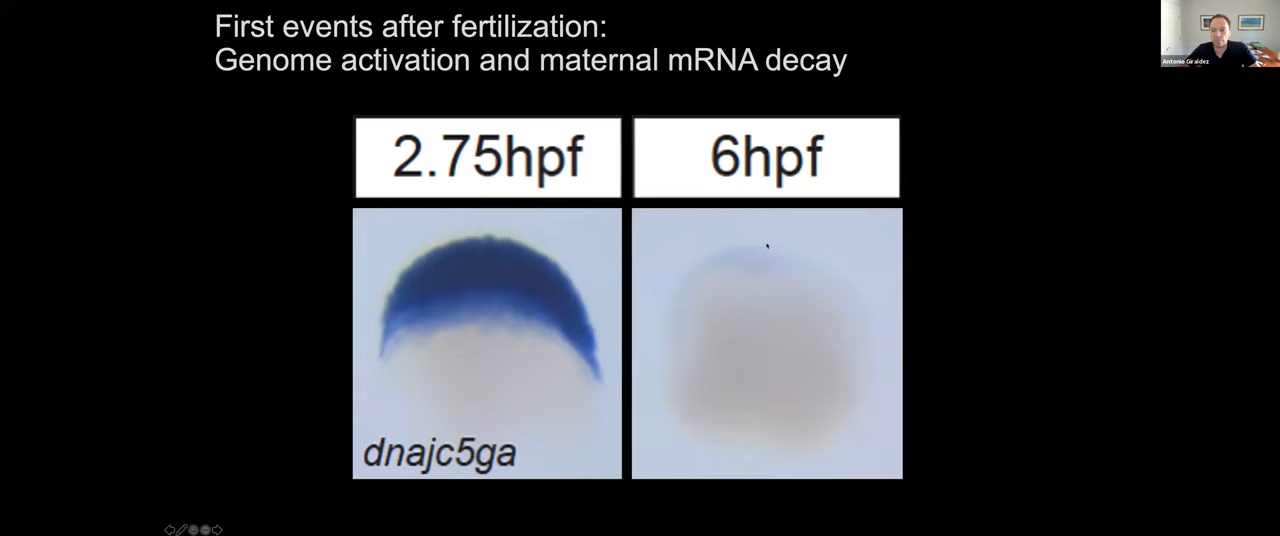 First events after fertilization:
Genome activation and maternal mRNA decay
Antonio Giraldez
2.75hpf
6hpf
dnajc5ga